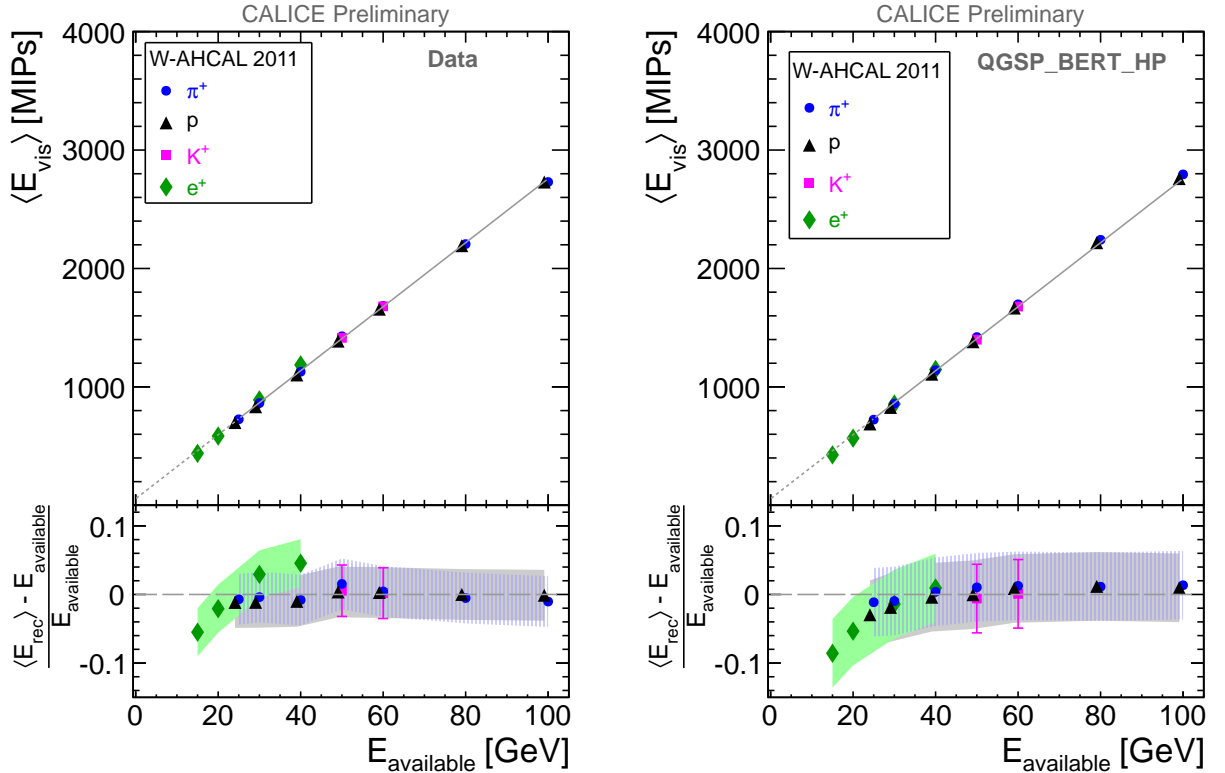 CALICE Preliminary
⟨E_vis⟩ [MIPs]
4000
3000
2000
1000
W-AHCAL 2011
π⁺
p
K⁺
e⁺
Data
⟨E_rec⟩ - E_available
E_available
0.1
0
-0.1
0 20 40 60 80 100
E_available [GeV]
CALICE Preliminary
⟨E_vis⟩ [MIPs]
4000
3000
2000
1000
W-AHCAL 2011
π⁺
p
K⁺
e⁺
QGSP_BERT_HP
⟨E_rec⟩ - E_available
E_available
0.1
0
-0.1
0 20 40 60 80 100
E_available [GeV]